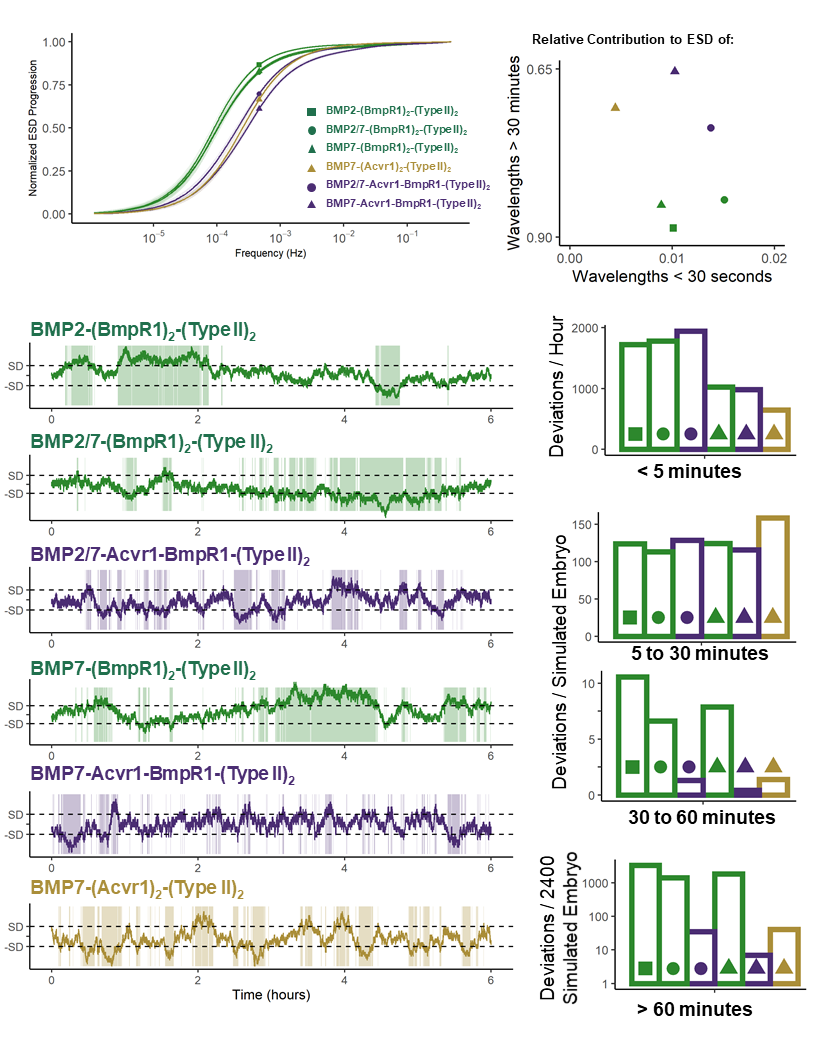 Relative Contribution to ESD of:
Normalized ESD Progression
1.00
0.75
0.50
0.25
0.00
10⁻⁵
10⁻⁴
10⁻³
10⁻²
10⁻¹
Frequency (Hz)
BMP2-(BmpR1)₂-(TypeII)₂
BMP2/7-(BmpR1)₂-(TypeII)₂
BMP7-(BmpR1)₂-(TypeII)₂
BMP7-(Acvr1)₂-(TypeII)₂
BMP2/7-Acvr1-BmpR1-(TypeII)₂
BMP7-Acvr1-BmpR1-(TypeII)₂
Wavelengths > 30 minutes
0.65
0.90
0.00
0.01
0.02
Wavelengths < 30 seconds
BMP2-(BmpR1)₂-(TypeII)₂
SD
-SD
0
2
4
6
BMP2/7-(BmpR1)₂-(TypeII)₂
SD
-SD
0
2
4
6
BMP2/7-Acvr1-BmpR1-(TypeII)₂
SD
-SD
0
2
4
6
BMP7-(BmpR1)₂-(TypeII)₂
SD
-SD
0
2
4
6
BMP7-Acvr1-BmpR1-(TypeII)₂
SD
-SD
0
2
4
6
BMP7-(Acvr1)₂-(TypeII)₂
SD
-SD
0
2
4
6
Time (hours)
Deviations / Hour
2000
1000
0
< 5 minutes
Deviations / Simulated Embryo
150
100
50
0
5 to 30 minutes
10
5
0
30 to 60 minutes
Deviations / 2400
Simulated Embryo
1000
100
10
1
> 60 minutes